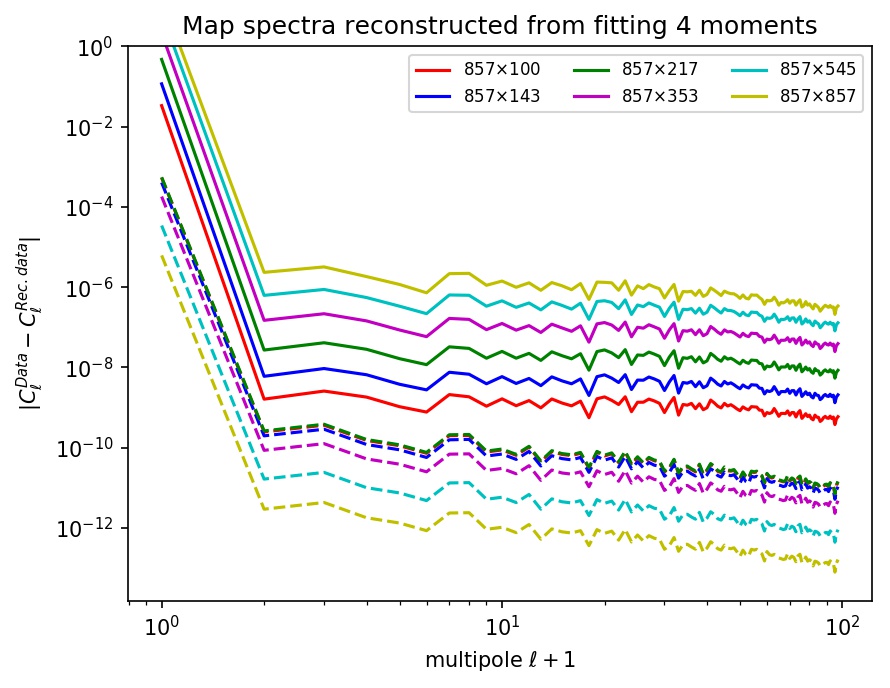 Map spectra reconstructed from fitting 4 moments
857×100 857×217 857×545
857×143 857×353 857×857
|C_ℓ^{Data} − C_ℓ^{Rec. data}|
10^0
10^{−2}
10^{−4}
10^{−6}
10^{−8}
10^{−10}
10^{−12}
10^0 10^1 10^2
multipole ℓ + 1